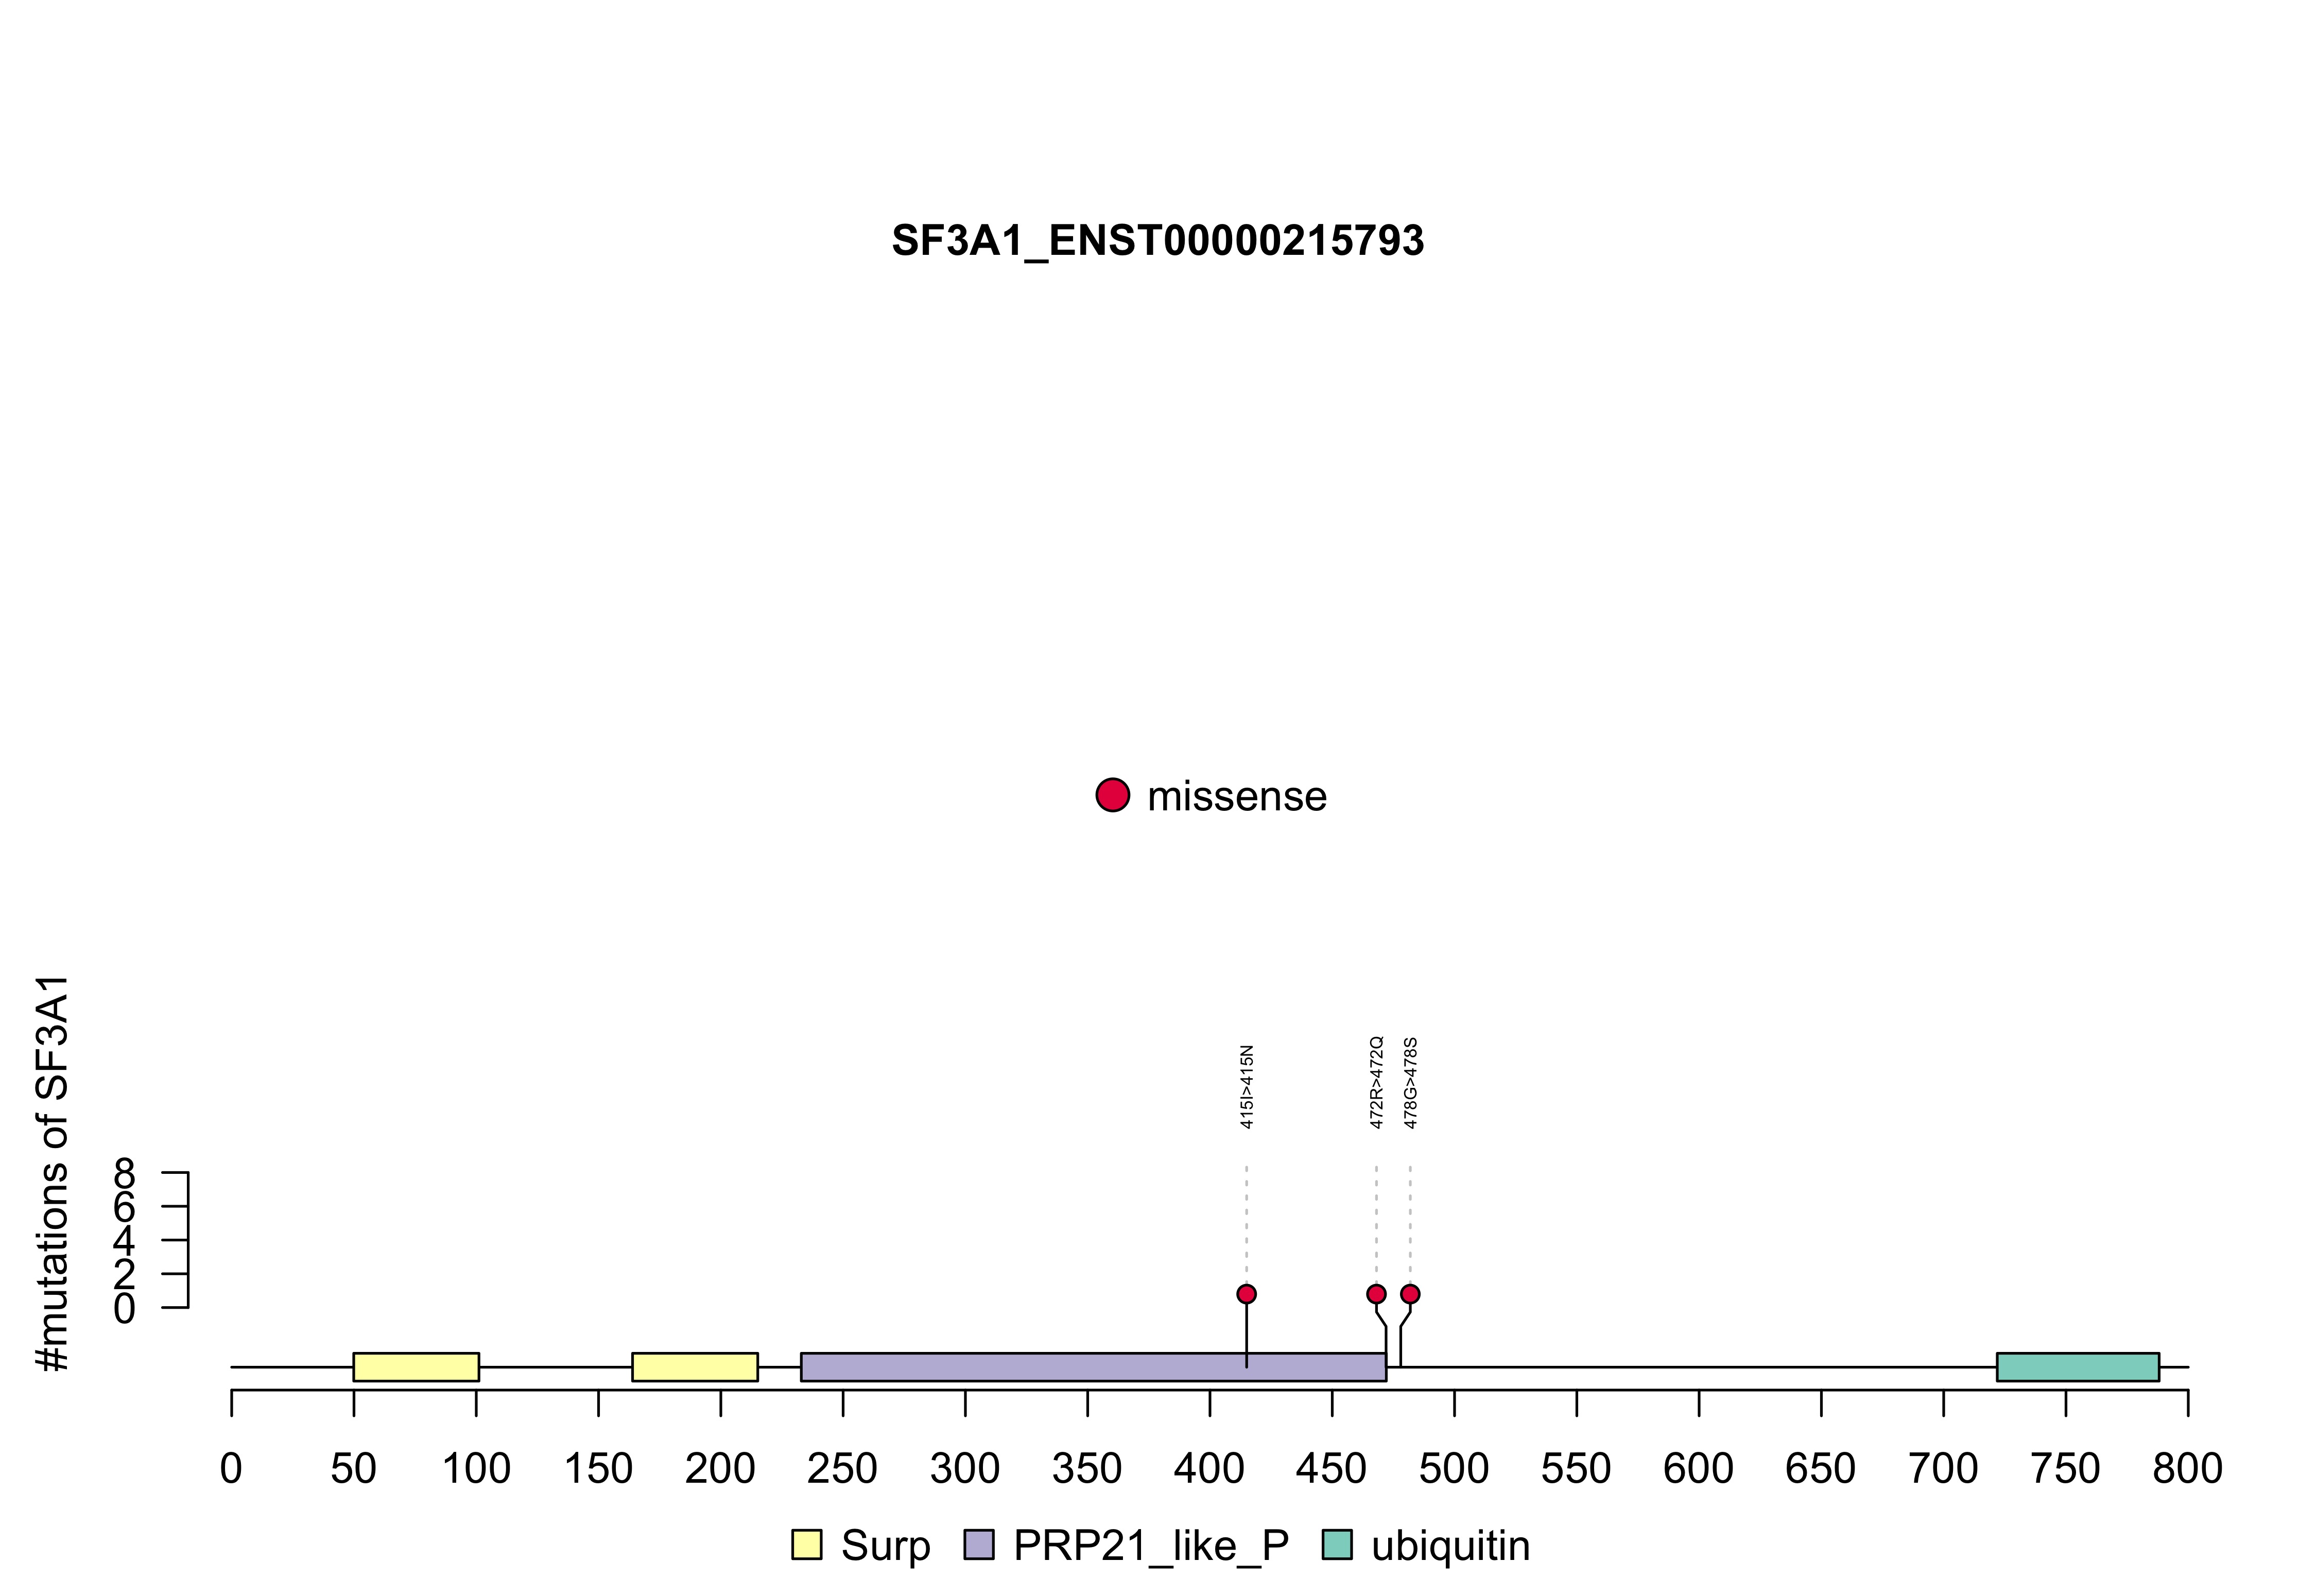 SF3A1_ENST00000215793
missense
#mutations of SF3A1
415I>415N
472R>472Q
478G>478S
8
6
4
2
0
0 50 100 150 200 250 300 350 400 450 500 550 600 650 700 750 800
Surp PRP21_like_P ubiquitin